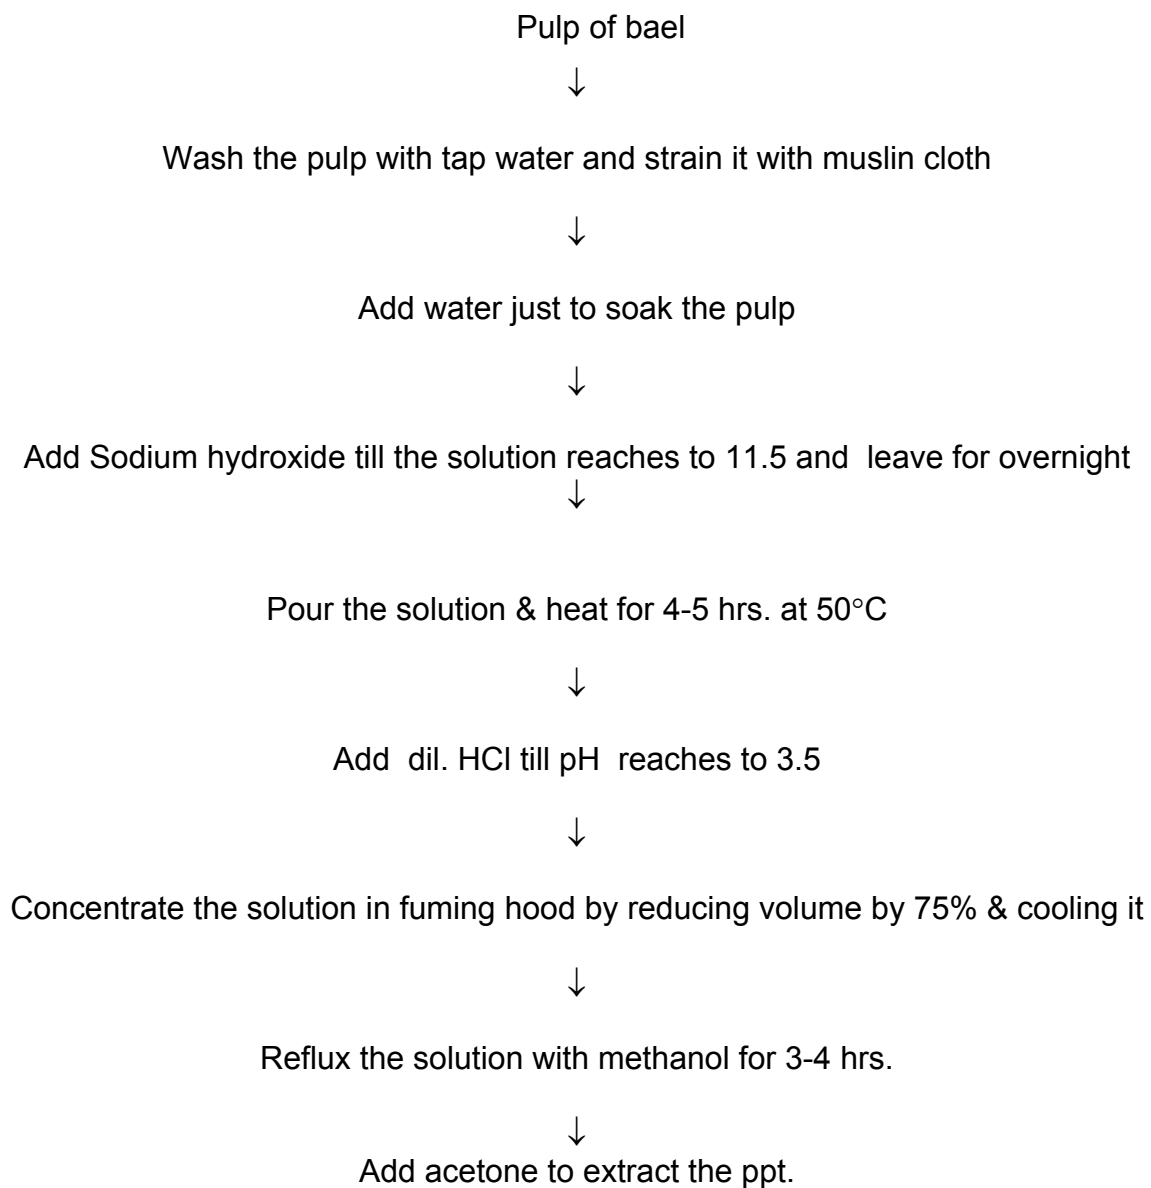 Pulp of bael
↓
Wash the pulp with tap water and strain it with muslin cloth
↓
Add water just to soak the pulp
↓
Add Sodium hydroxide till the solution reaches to 11.5 and  leave for overnight
↓
Pour the solution & heat for 4-5 hrs. at 50°C
↓
Add  dil. HCl till pH  reaches to 3.5
↓
Concentrate the solution in fuming hood by reducing volume by 75% & cooling it
↓
Reflux the solution with methanol for 3-4 hrs.
↓
Add acetone to extract the ppt.